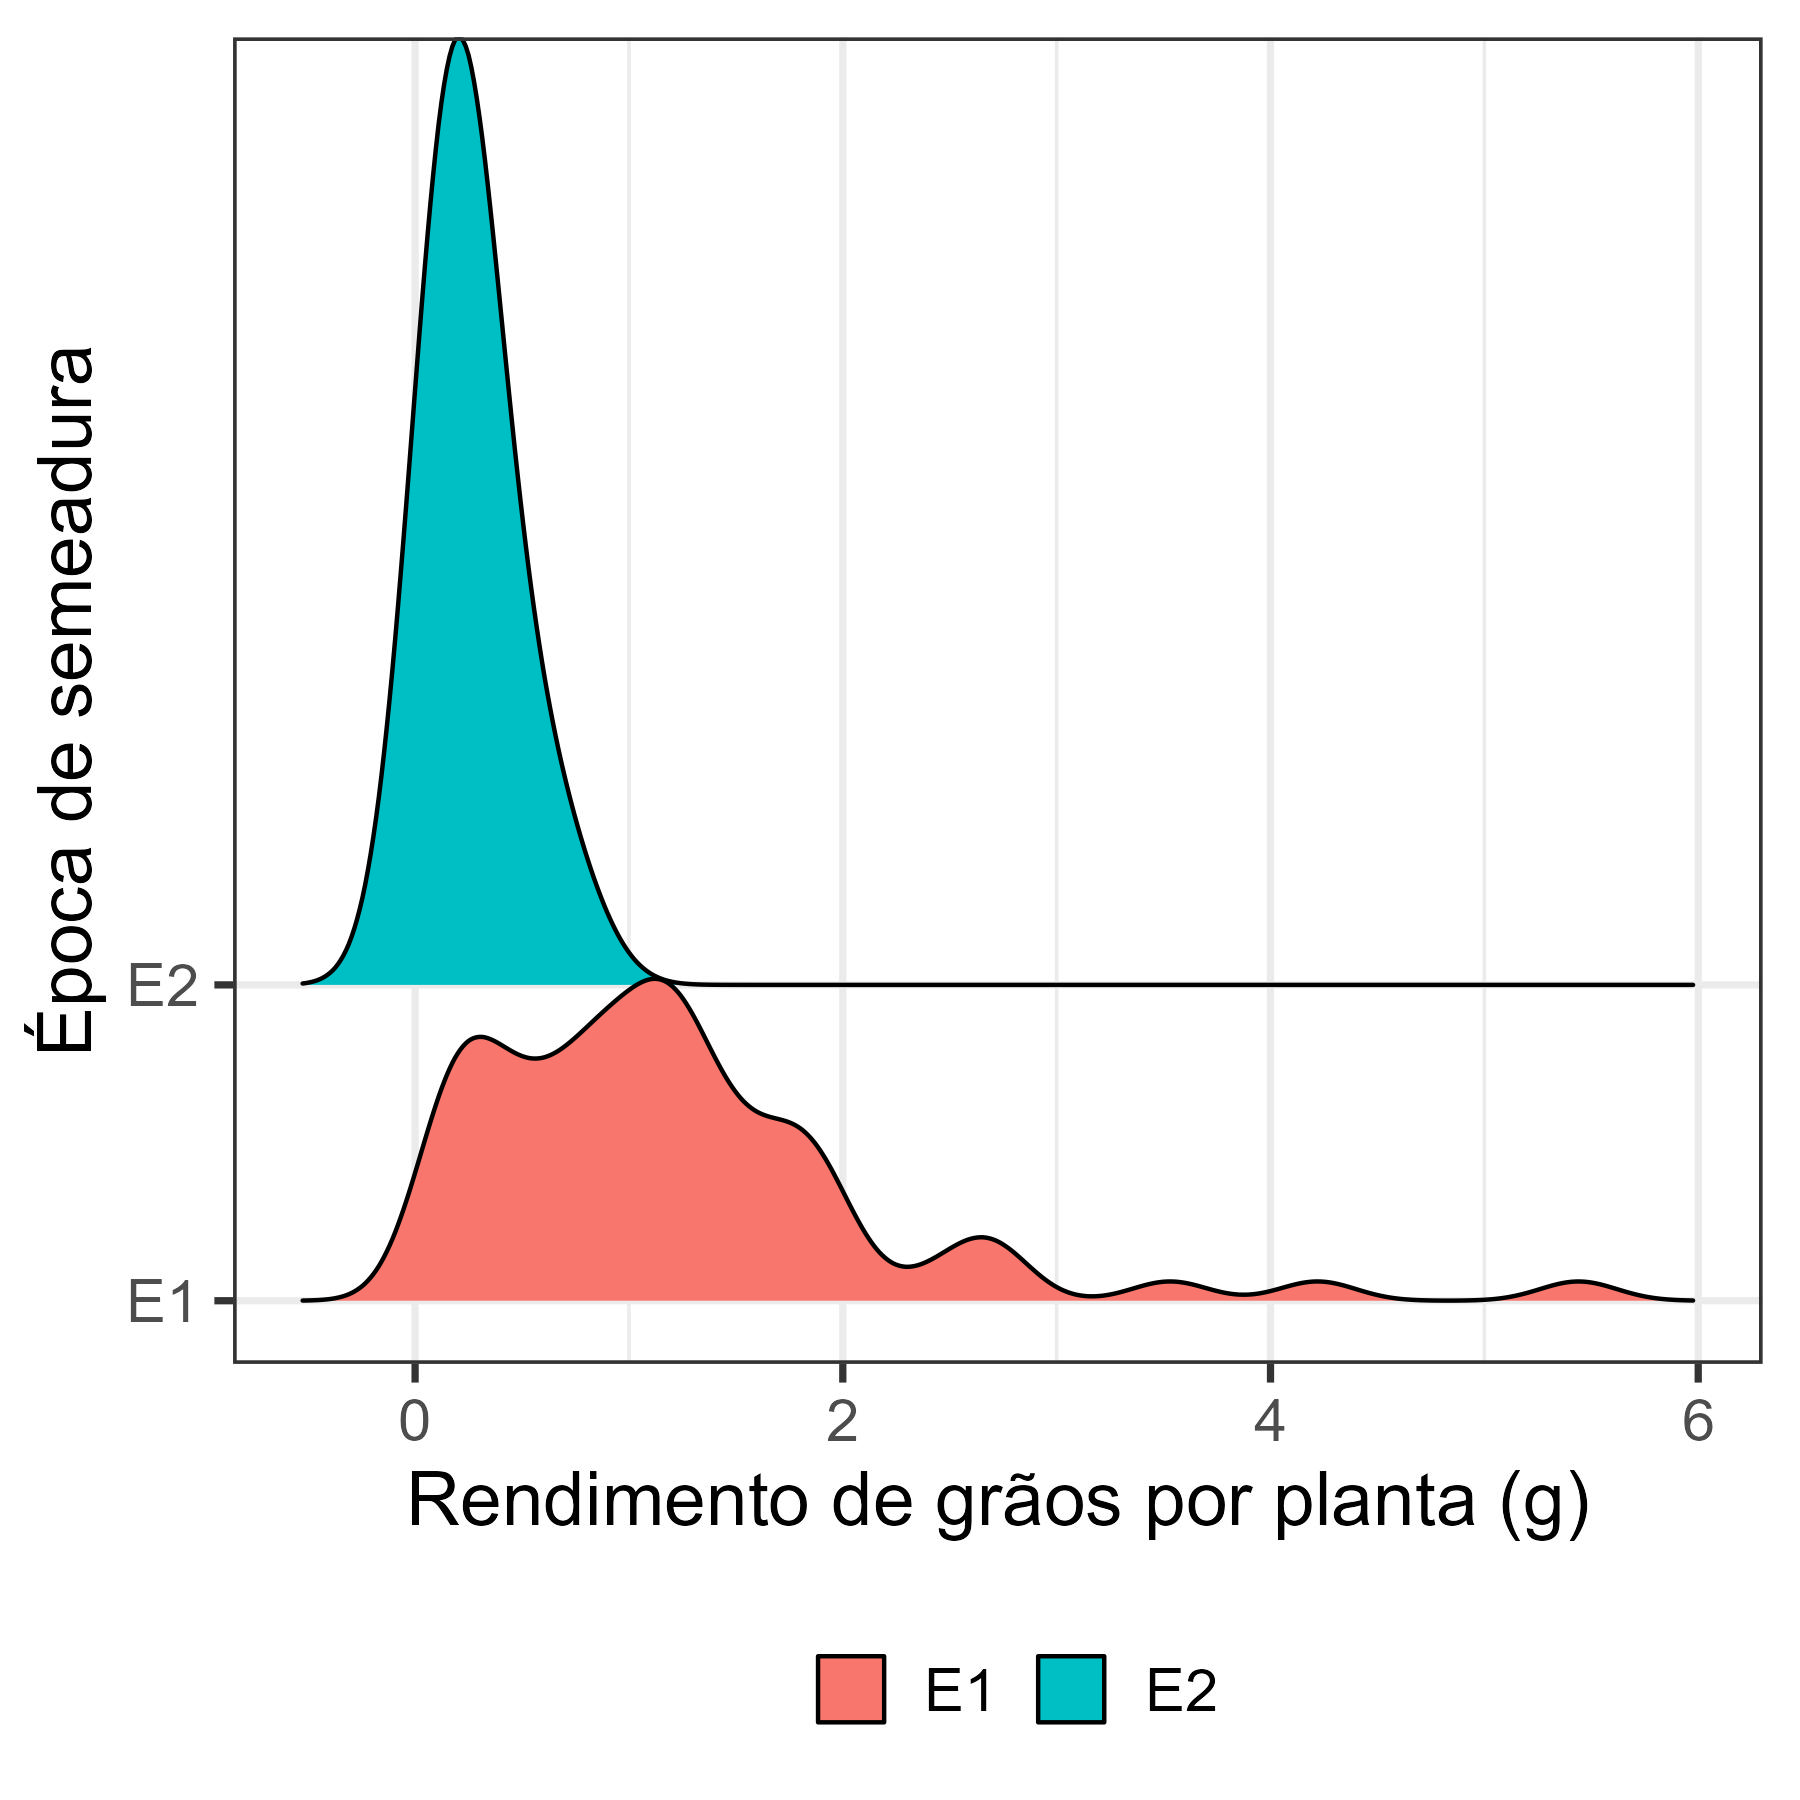 Época de semeadura
E2
E1
0 2 4 6
Rendimento de grãos por planta (g)
E1 E2